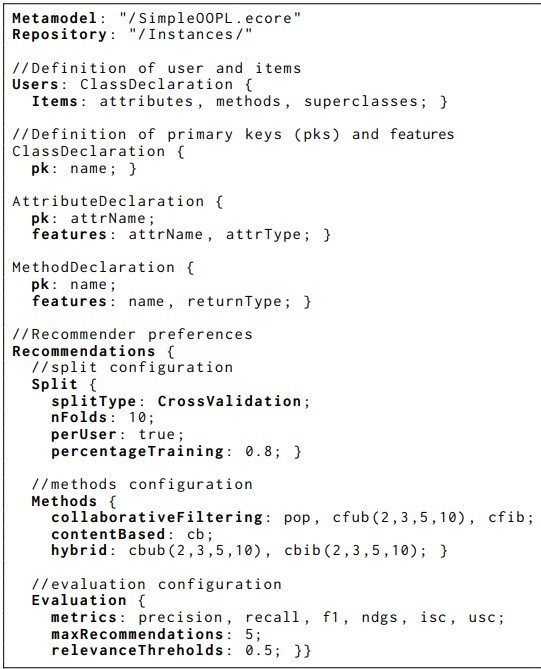 Metamodel: "/SimpleOOPL.ecore"
Repository: "/Instances/"
//Definition of user and items
Users: ClassDeclaration {
Items: attributes, methods, superclasses; }
//Definition of primary keys (pks) and features
ClassDeclaration {
pk: name; }
AttributeDeclaration {
pk: attrName;
features: attrName, attrType; }
MethodDeclaration {
pk: name;
features: name, returnType; }
//Recommender preferences
Recommendations {
//split configuration
Split {
splitType: CrossValidation;
nFolds: 10;
perUser: true;
percentageTraining: 0.8; }
//methods configuration
Methods {
collaborativeFiltering: pop, cfub(2,3,5,10), cfib;
contentBased: cb;
hybrid: cbub(2,3,5,10), cbib(2,3,5,10); }
//evaluation configuration
Evaluation {
metrics: precision, recall, f1, ndgs, isc, usc;
maxRecommendations: 5;
relevanceThreholds: 0.5; }}